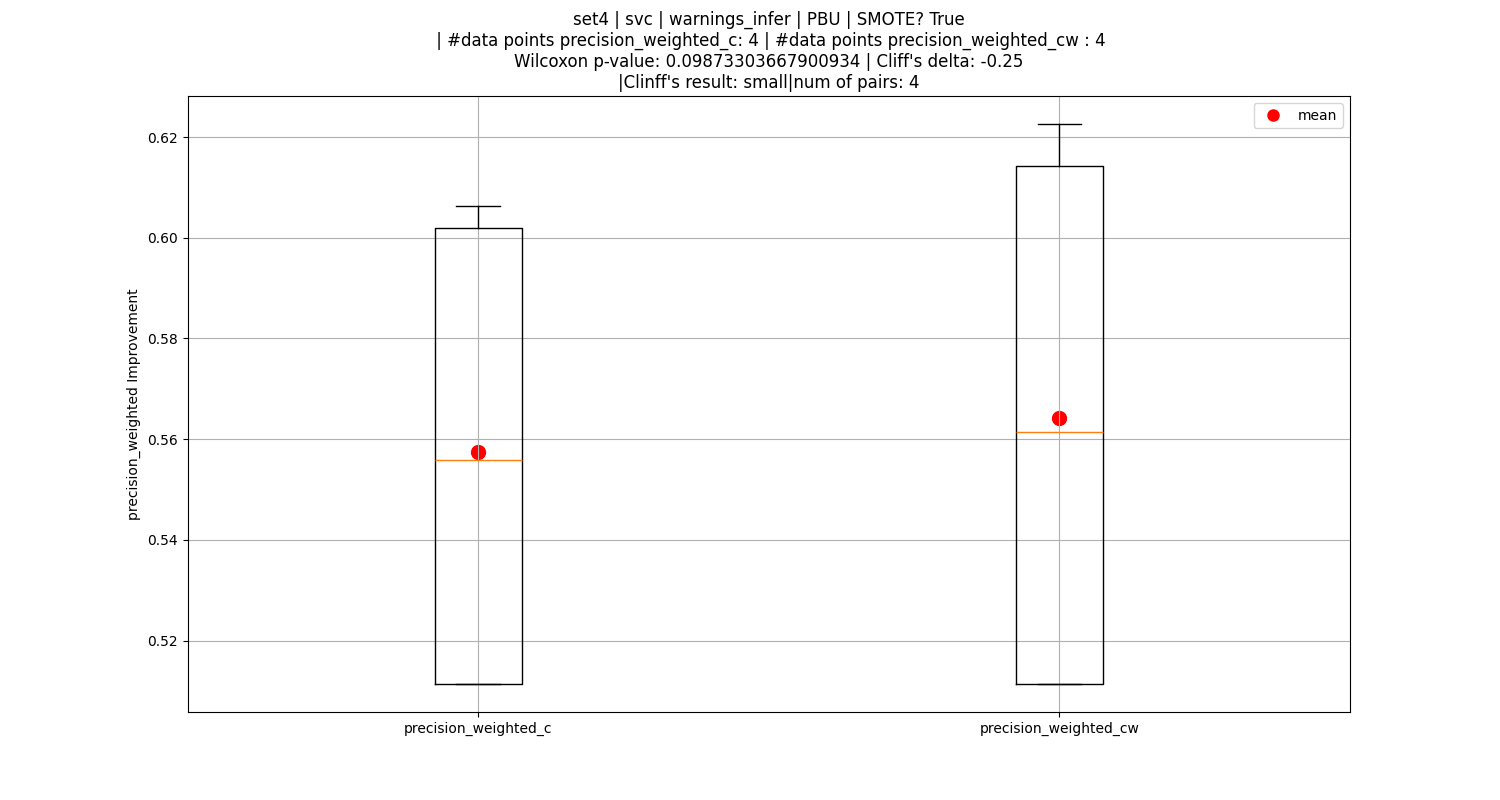 set4 | svc | warnings_infer | PBU | SMOTE? True
| #data points precision_weighted_c: 4 | #data points precision_weighted_cw : 4
Wilcoxon p-value: 0.09873303667900934 | Cliff's delta: -0.25
|Clinff's result: small|num of pairs: 4
mean
precision_weighted Improvement
0.62
0.60
0.58
0.56
0.54
0.52
precision_weighted_c
precision_weighted_cw